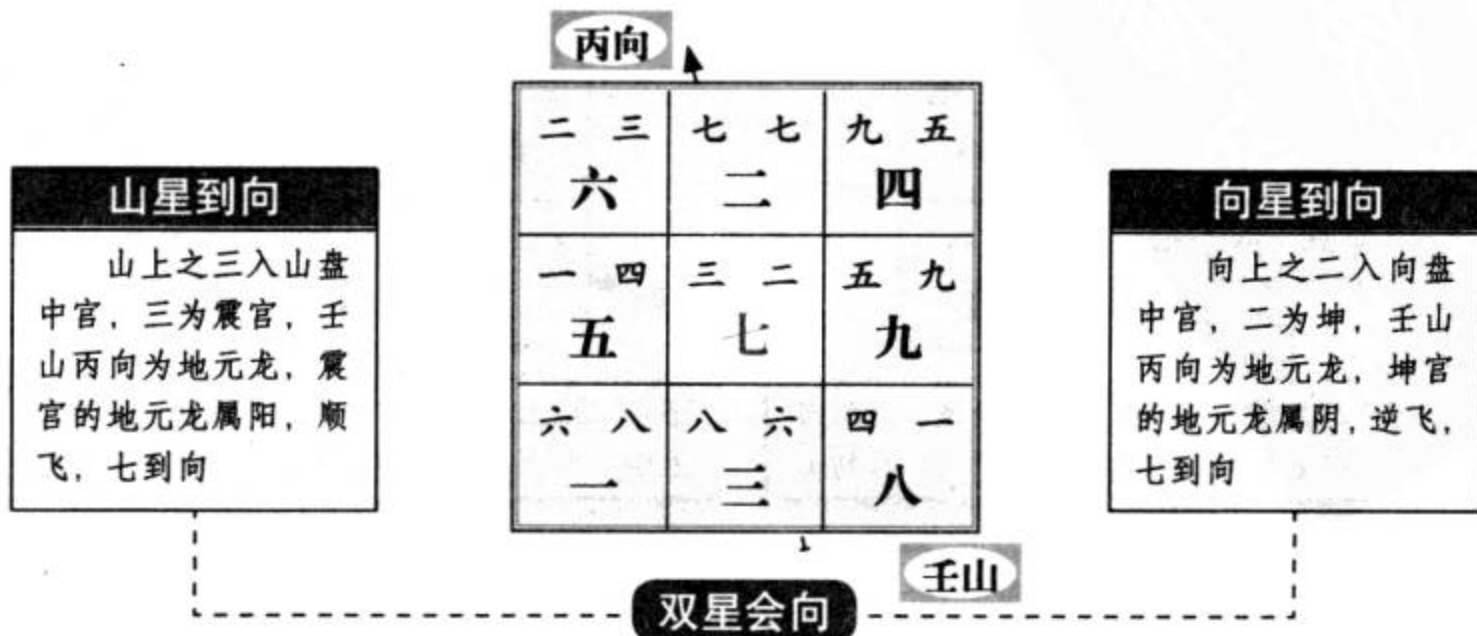 丙向
二 三 七 七 九 五
六 二 四
一 四 三 二 五 九
五 七 九
六 八 八 六 四 一
一 三 八
壬山
山星到向
山上之三入山盘
中宫，三为震宫，壬
山丙向为地元龙，震
宫的地元龙属阳，顺
飞，七到向
向星到向
向上之二入向盘
中宫，二为坤，壬山
丙向为地元龙，坤宫
的地元龙属阴，逆飞，
七到向
双星会向